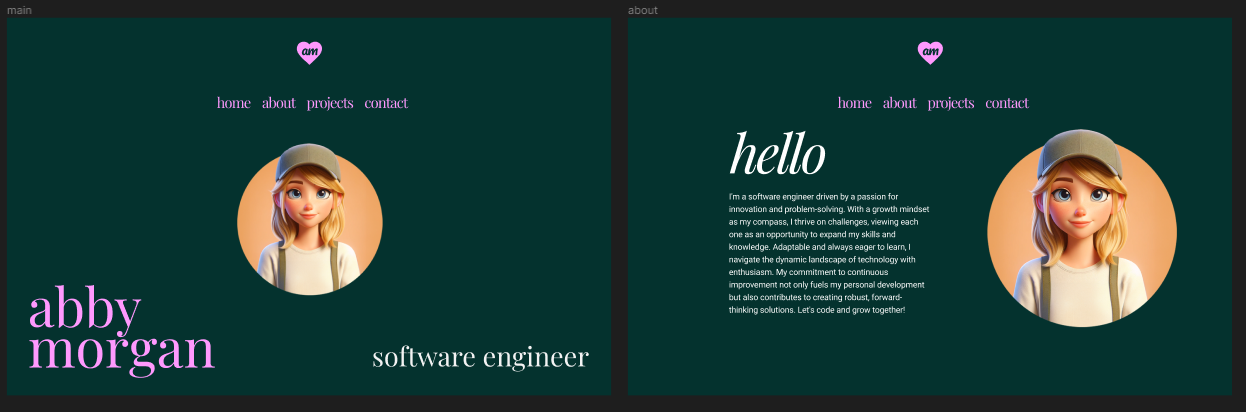 main
am
home about projects contact
abby
morgan
software engineer
about
am
home about projects contact
hello
I'm a software engineer driven by a passion for
innovation and problem-solving. With a growth mindset
as my compass, I thrive on challenges, viewing each
one as an opportunity to expand my skills and
knowledge. Adaptable and always eager to learn, I
navigate the dynamic landscape of technology with
enthusiasm. My commitment to continuous
improvement not only fuels my personal development
but also contributes to creating robust, forward-
thinking solutions. Let's code and grow together!